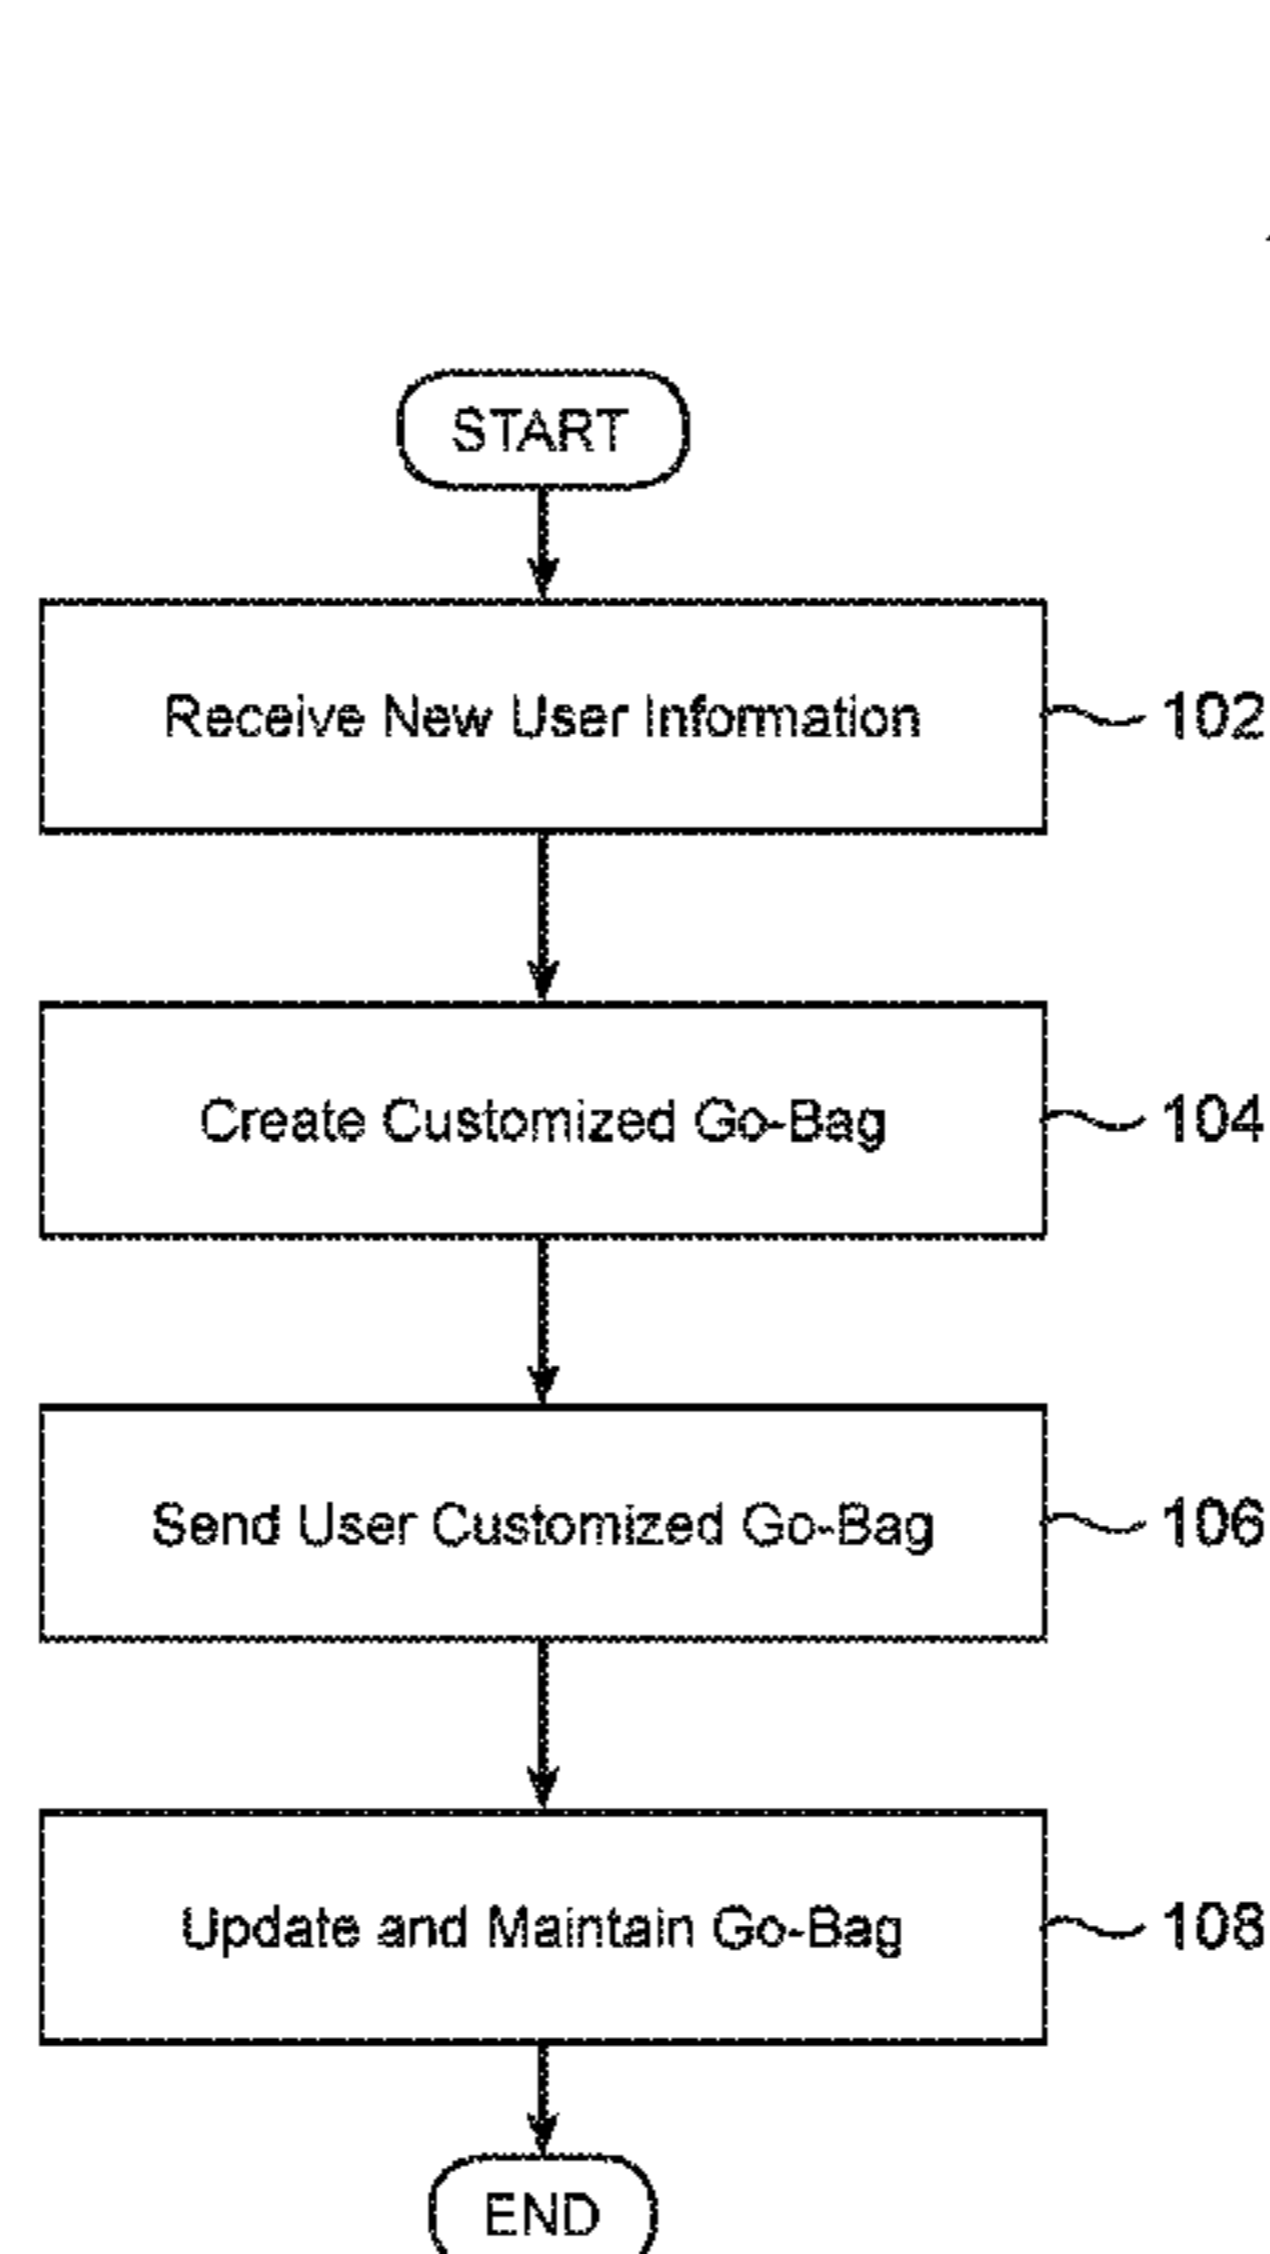 START
Receive New User Information
102
Create Customized Go-Bag
104
Send User Customized Go-Bag
106
Update and Maintain Go-Bag
108
END